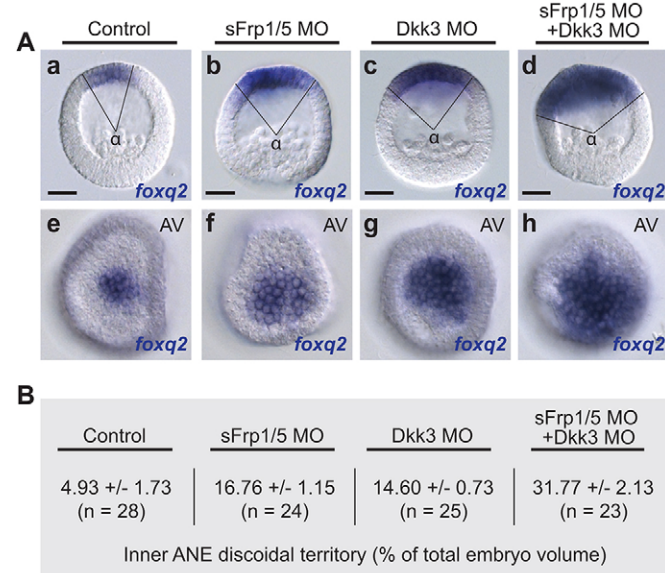 A
Control
sFrp1/5 MO
Dkk3 MO
sFrp1/5 MO
+Dkk3 MO
a
α
foxq2
b
α
foxq2
c
α
foxq2
d
α
foxq2
e
AV
foxq2
f
AV
foxq2
g
AV
foxq2
h
AV
foxq2
B
Control
sFrp1/5 MO
Dkk3 MO
sFrp1/5 MO
+Dkk3 MO
4.93 +/- 1.73
(n = 28)
16.76 +/- 1.15
(n = 24)
14.60 +/- 0.73
(n = 25)
31.77 +/- 2.13
(n = 23)
Inner ANE discoidal territory (% of total embryo volume)